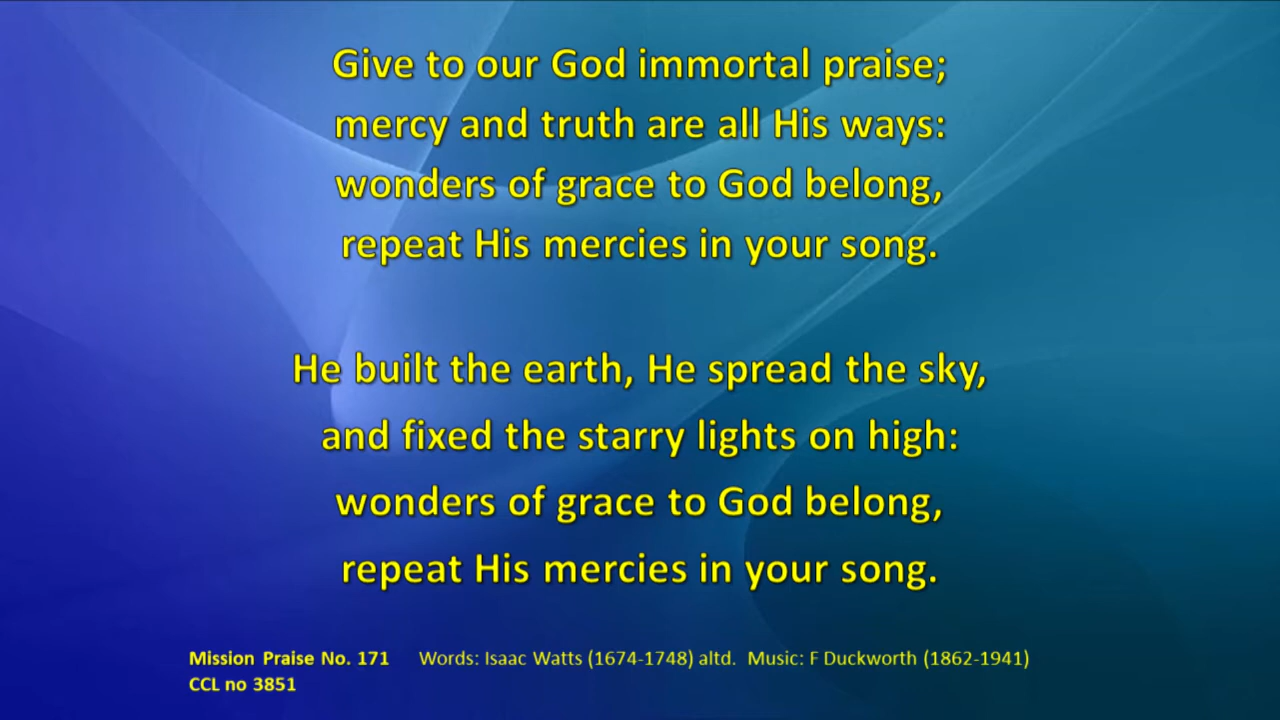 Give to our God immortal praise;
mercy and truth are all His ways:
wonders of grace to God belong,
repeat His mercies in your song.
He built the earth, He spread the sky,
and fixed the starry lights on high:
wonders of grace to God belong,
repeat His mercies in your song.
Mission Praise No. 171 Words: Isaac Watts (1674-1748) altd. Music: F Duckworth (1862-1941)
CCL no 3851